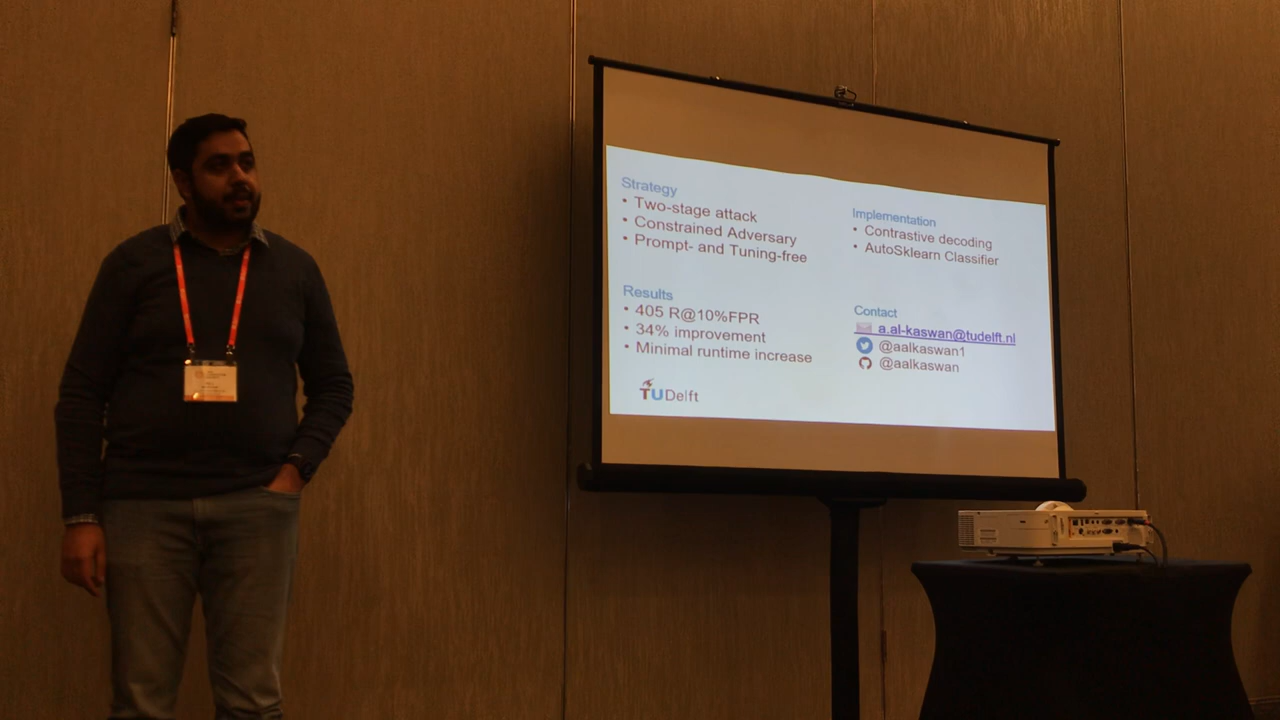 Strategy
• Two-stage attack
• Constrained Adversary
• Prompt- and Tuning-free
Results
• 405 R@10%FPR
• 34% improvement
• Minimal runtime increase
TUDelft
Implementation
• Contrastive decoding
• AutoSklearn Classifier
Contact
a.al-kaswan@tudelft.nl
@aalkaswan1
@aalkaswan